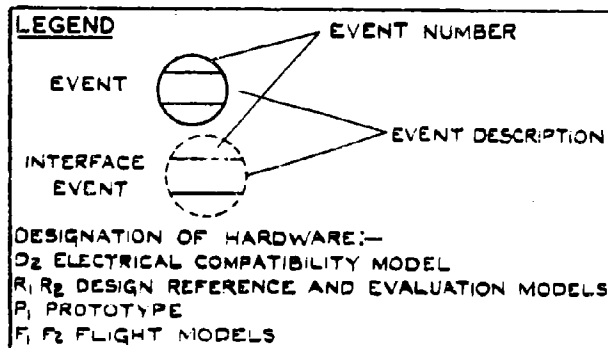 LEGEND
EVENT NUMBER
EVENT
EVENT DESCRIPTION
INTERFACE
EVENT
DESIGNATION OF HARDWARE:—
D2 ELECTRICAL COMPATIBILITY MODEL
R1 R2 DESIGN REFERENCE AND EVALUATION MODELS
P1 PROTOTYPE
F1 F2 FLIGHT MODELS